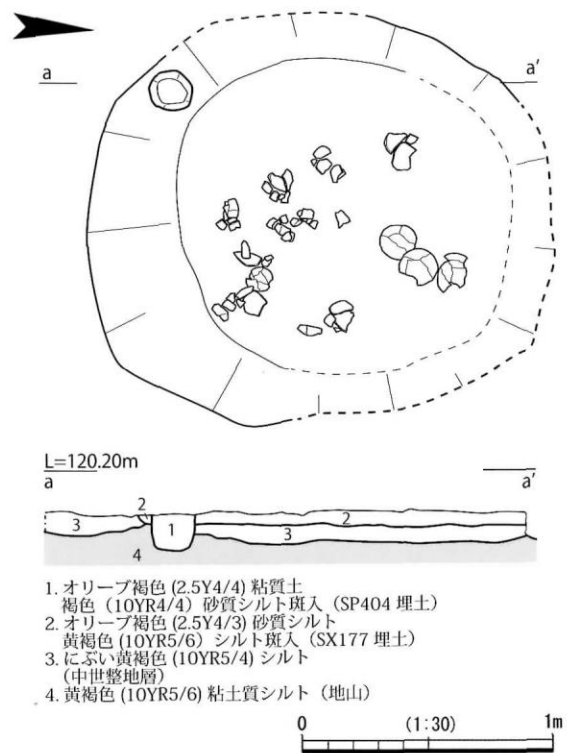 a a'
L=120.20m
a a'
2
3 1 2
3
4
1. オリーブ褐色 (2.5Y4/4) 粘質土
褐色（10YR4/4）砂質シルト斑入（SP404 埋土）
2. オリーブ褐色 (2.5Y4/3) 砂質シルト
黄褐色 (10YR5/6）シルト斑入（SX177 埋土）
3. にぶい黄褐色 (10YR5/4) シルト
（中世整地層）
4. 黄褐色 (10YR5/6) 粘土質シルト（地山）
0 (1:30) 1m